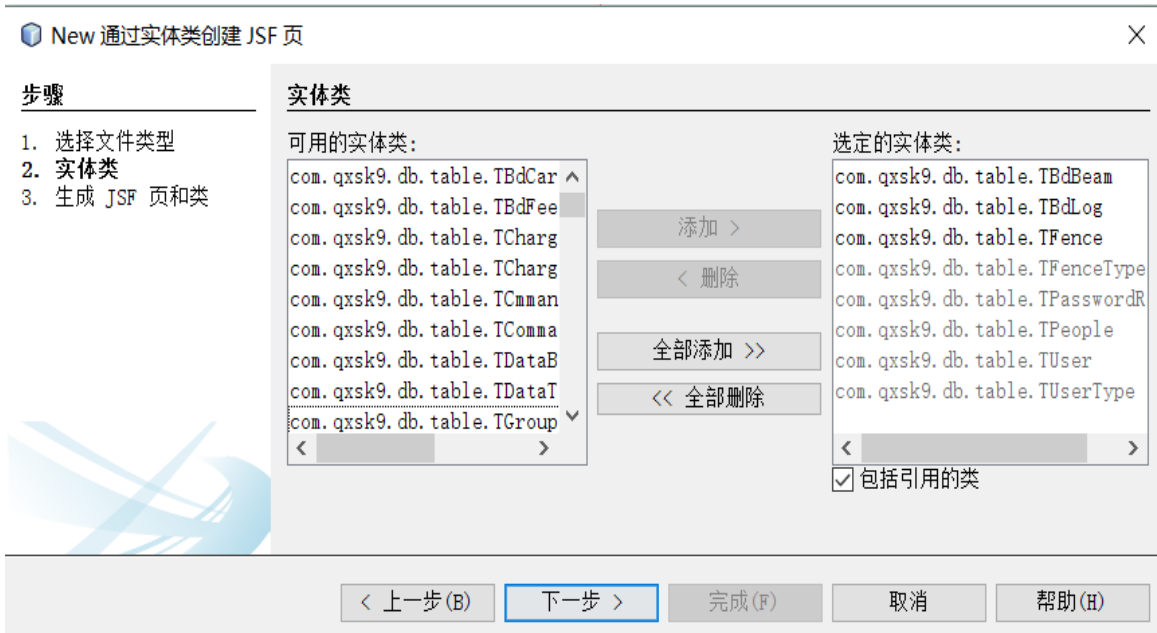 New 通过实体类创建 JSF 页
步骤
1. 选择文件类型
2. 实体类
3. 生成 JSF 页和类
实体类
可用的实体类:
com.qxsk9.db.table.TBdCar
com.qxsk9.db.table.TBdFee
com.qxsk9.db.table.TCharg
com.qxsk9.db.table.TCharg
com.qxsk9.db.table.TCmman
com.qxsk9.db.table.TComma
com.qxsk9.db.table.TDataB
com.qxsk9.db.table.TDataT
com.qxsk9.db.table.TGroup
添加 >
< 删除
全部添加 >>
<< 全部删除
选定的实体类:
com.qxsk9.db.table.TBdBeam
com.qxsk9.db.table.TBdLog
com.qxsk9.db.table.TFence
com.qxsk9.db.table.TFenceType
com.qxsk9.db.table.TPasswordR
com.qxsk9.db.table.TPeople
com.qxsk9.db.table.TUser
com.qxsk9.db.table.TUserType
包括引用的类
< 上一步(B)
下一步 >
完成(F)
取消
帮助(H)